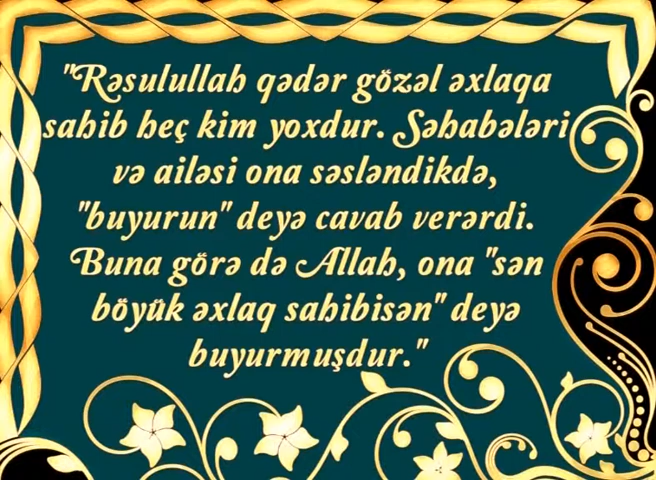 "Rəsulullah qədər gözəl əxlaqa
sahib heç kim yoxdur. Səhabələri
və ailəsi ona səsləndikdə,
"buyurun" deyə cavab verərdi.
Buna görə də Allah, ona "sən
böyük əxlaq sahibisən" deyə
buyurmuşdur."